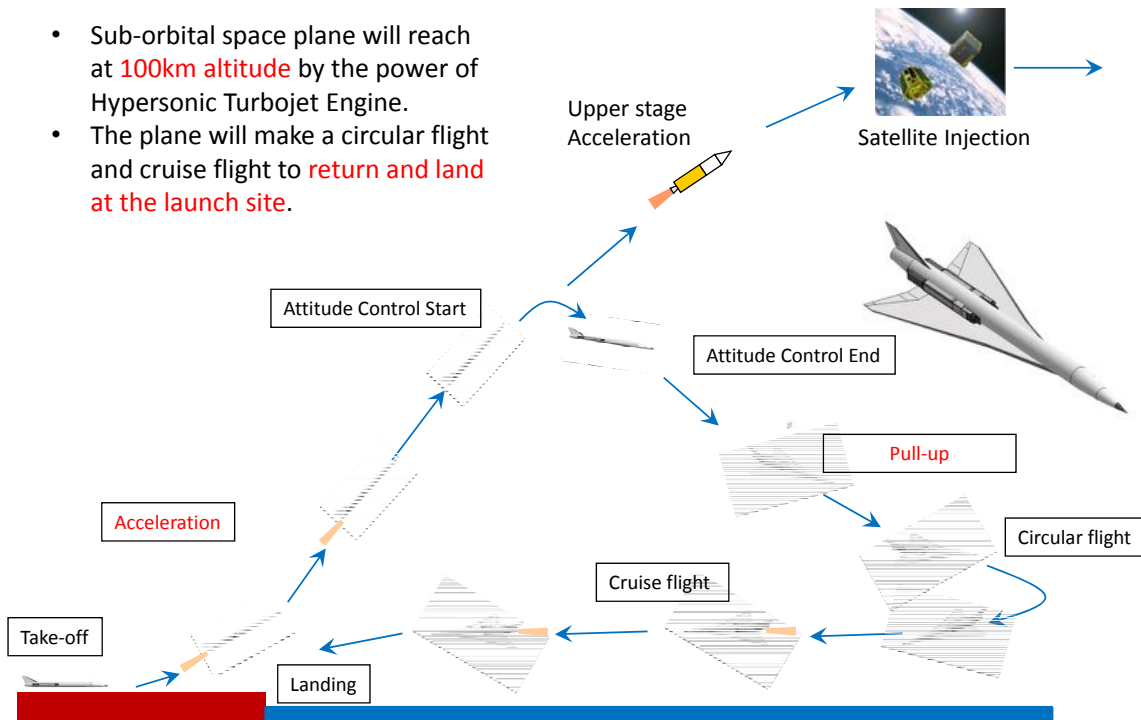 • Sub-orbital space plane will reach
at 100km altitude by the power of
Hypersonic Turbojet Engine.
• The plane will make a circular flight
and cruise flight to return and land
at the launch site.
Upper stage
Acceleration
Satellite Injection
Attitude Control Start
Attitude Control End
Pull-up
Acceleration
Circular flight
Cruise flight
Take-off
Landing